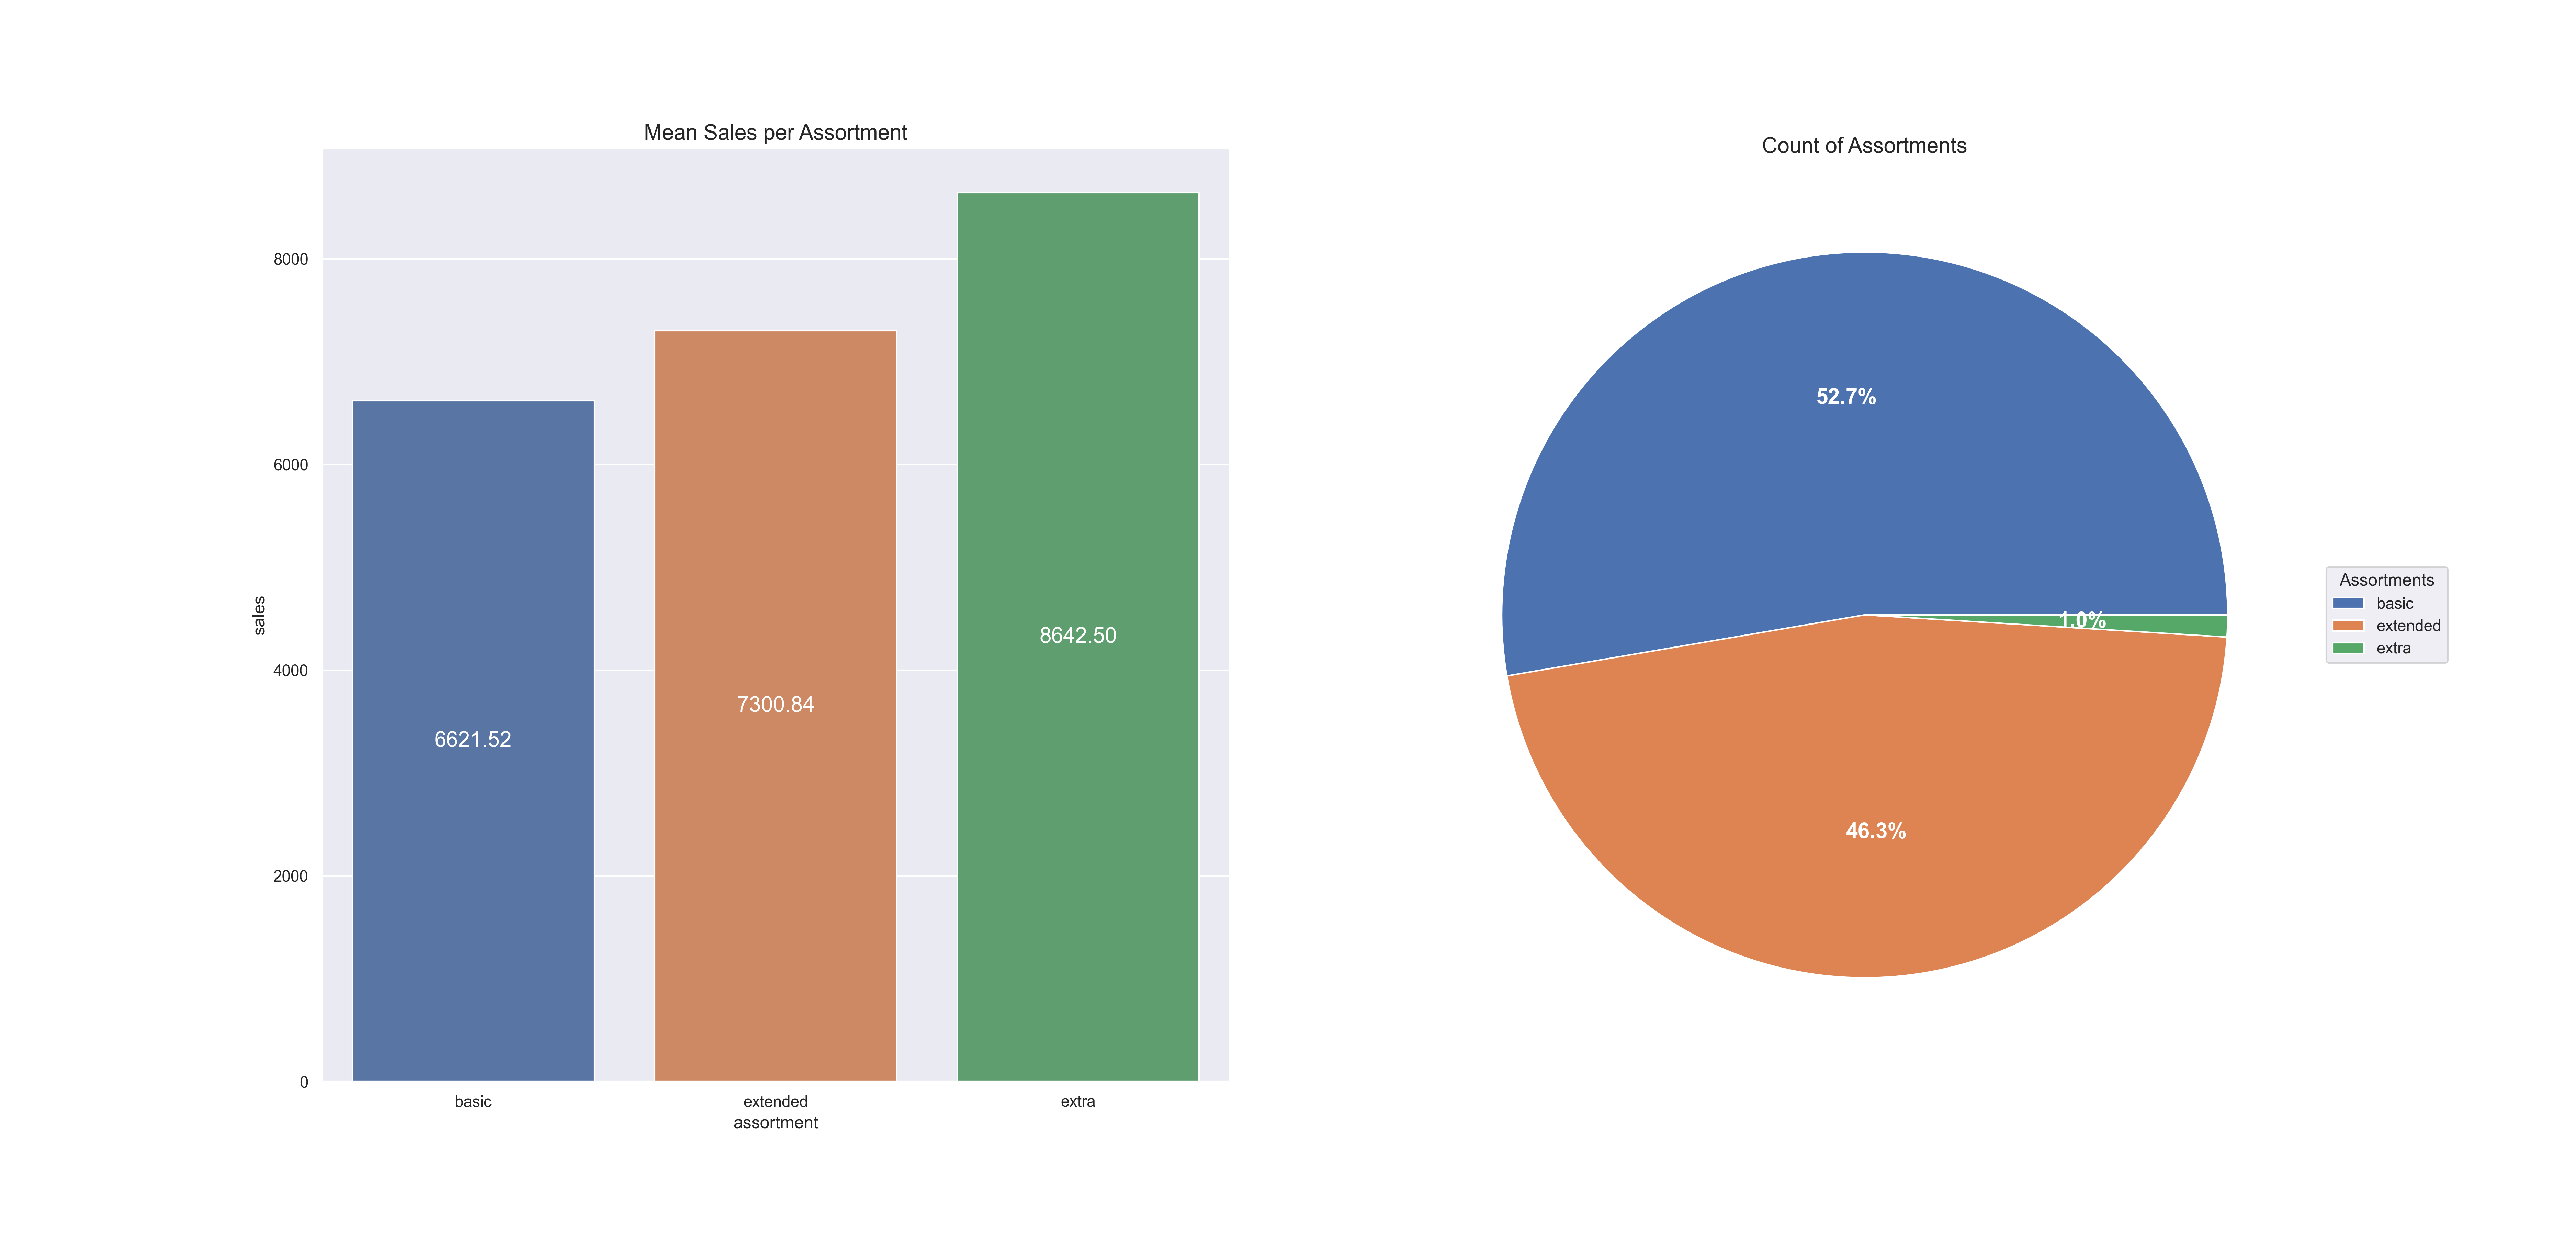 Mean Sales per Assortment
8000
6000
4000
2000
0
sales
6621.52
7300.84
8642.50
basic
extended
extra
assortment
Count of Assortments
52.7%
46.3%
1.0%
Assortments
basic
extended
extra